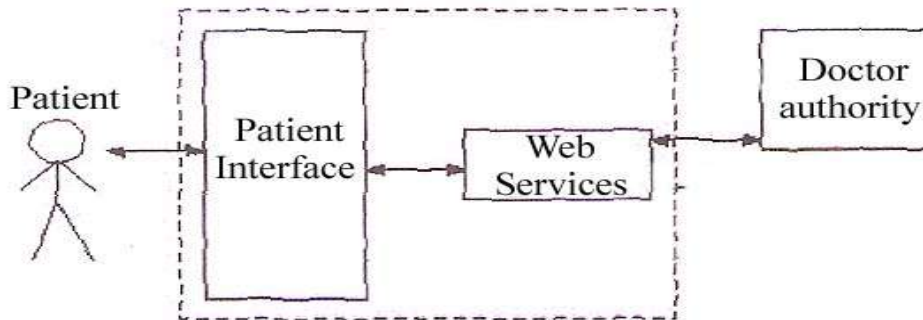 Patient
Patient
Interface
Web
Services
Doctor
authority